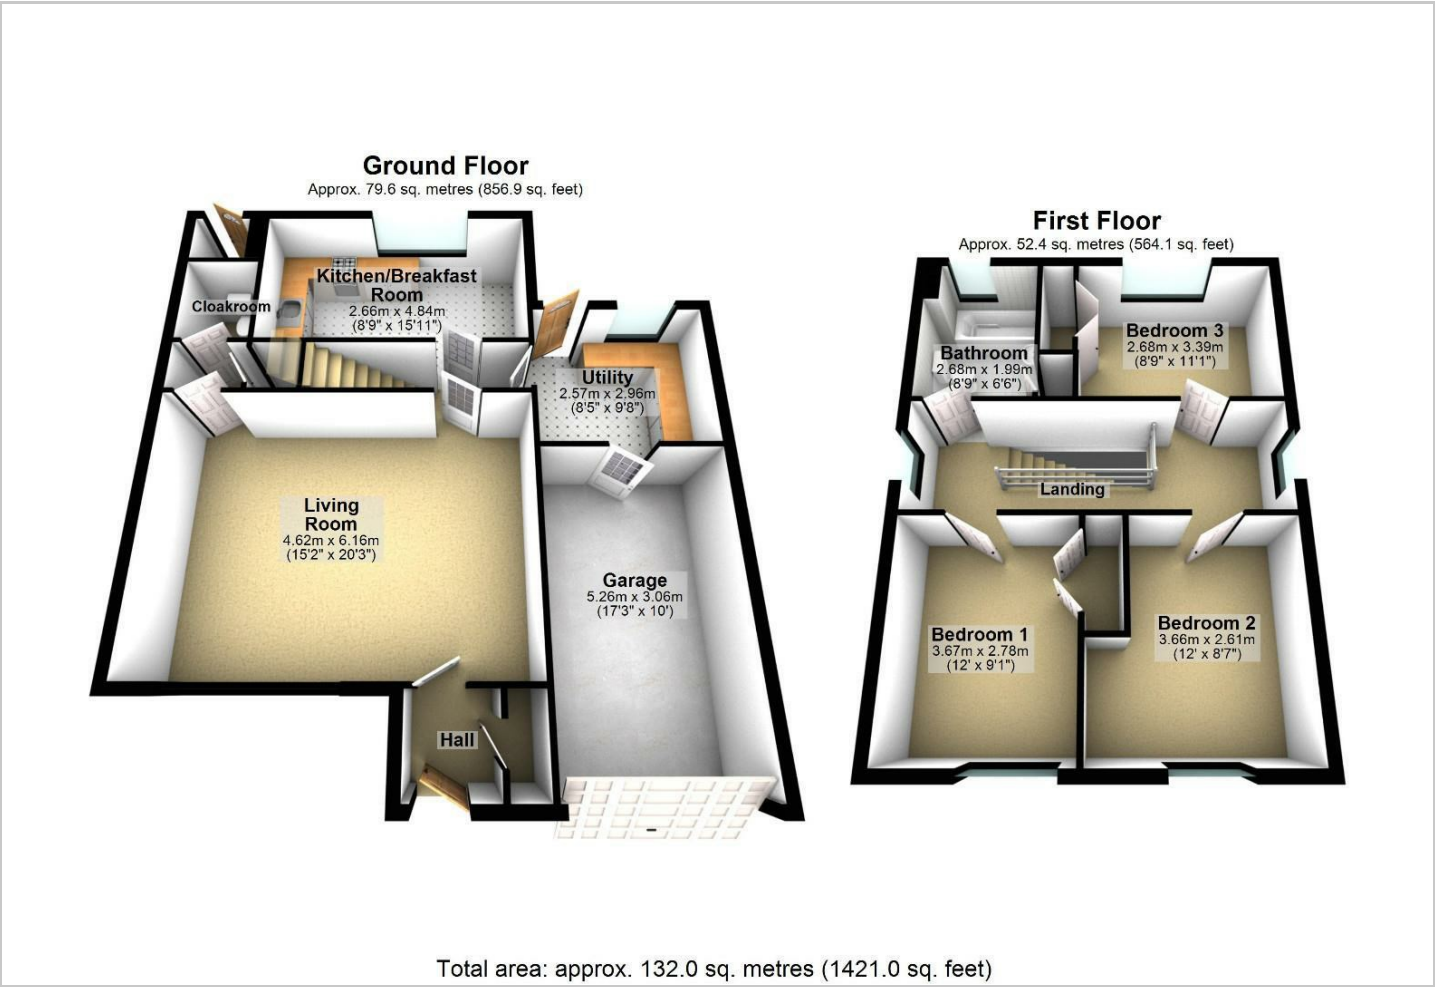 Ground Floor
Approx. 79.6 sq. metres (856.9 sq. feet)
Kitchen/Breakfast
Room
2.66m x 4.84m
(8'9" x 15'11")
Cloakroom
Utility
2.57m x 2.96m
(8'5" x 9'8")
Living
Room
4.62m x 6.16m
(15'2" x 20'3")
Garage
5.26m x 3.06m
(17'3" x 10')
Hall
First Floor
Approx. 52.4 sq. metres (564.1 sq. feet)
Bedroom 3
2.68m x 3.39m
(8'9" x 11'1")
Bathroom
2.68m x 1.99m
(8'9" x 6'6")
Landing
Bedroom 1
3.67m x 2.78m
(12' x 9'1")
Bedroom 2
3.66m x 2.61m
(12' x 8'7")
Total area: approx. 132.0 sq. metres (1421.0 sq. feet)